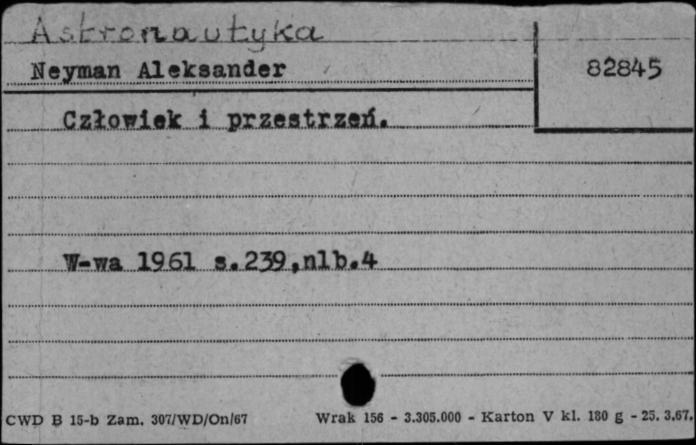 Astronautyka
Neyman Aleksander
82845
Człowiek i przestrzeń.
W-wa 1961 s.239,nlb.4
CWD B 15-b Zam. 307/WD/On/67 Wrak 156 - 3.305.000 - Karton V kl. 180 g - 25. 3.67.